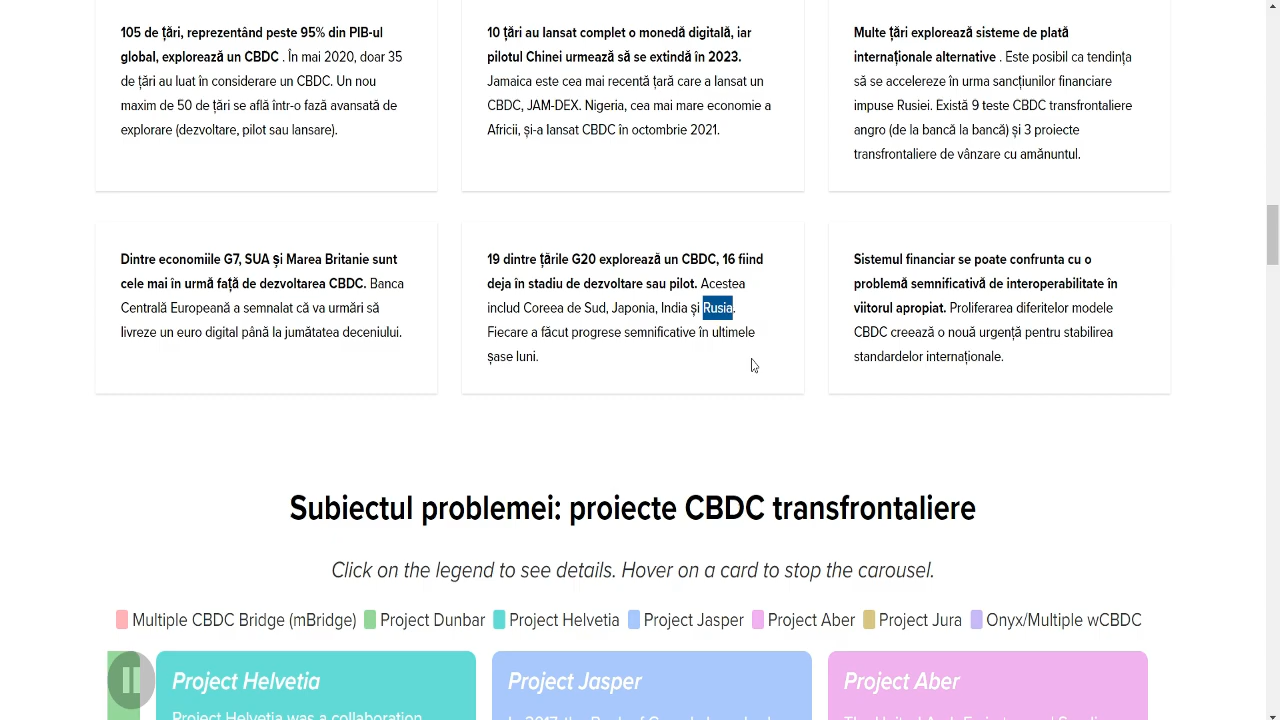 105 de țări, reprezentând peste 95% din PIB-ul
global, explorează un CBDC . În mai 2020, doar 35
de țări au luat în considerare un CBDC. Un nou
maxim de 50 de țări se află într-o fază avansată de
explorare (dezvoltare, pilot sau lansare).
10 țări au lansat complet o monedă digitală, iar
pilotul Chinei urmează să se extindă în 2023.
Jamaica este cea mai recentă țară care a lansat un
CBDC, JAM-DEX. Nigeria, cea mai mare economie a
Africii, și-a lansat CBDC în octombrie 2021.
Multe țări explorează sisteme de plată
internaționale alternative . Este posibil ca tendința
să se accelereze în urma sancțiunilor financiare
impuse Rusiei. Există 9 teste CBDC transfrontaliere
angro (de la bancă la bancă) și 3 proiecte
transfrontaliere de vânzare cu amănuntul.
Dintre economiile G7, SUA și Marea Britanie sunt
cele mai în urmă față de dezvoltarea CBDC. Banca
Centrală Europeană a semnalat că va urmări să
livreze un euro digital până la jumătatea deceniului.
19 dintre țările G20 explorează un CBDC, 16 fiind
deja în stadiu de dezvoltare sau pilot. Acestea
includ Coreea de Sud, Japonia, India și Rusia.
Fiecare a făcut progrese semnificative în ultimele
șase luni.
Sistemul financiar se poate confrunta cu o
problemă semnificativă de interoperabilitate în
viitorul apropiat. Proliferarea diferitelor modele
CBDC creează o nouă urgență pentru stabilirea
standardelor internaționale.
Subiectul problemei: proiecte CBDC transfrontaliere
Click on the legend to see details. Hover on a card to stop the carousel.
Multiple CBDC Bridge (mBridge) Project Dunbar Project Helvetia Project Jasper Project Aber Project Jura Onyx/Multiple wCBDC
Project Helvetia
Project Helvetia was a collaboration
Project Jasper
Project Aber